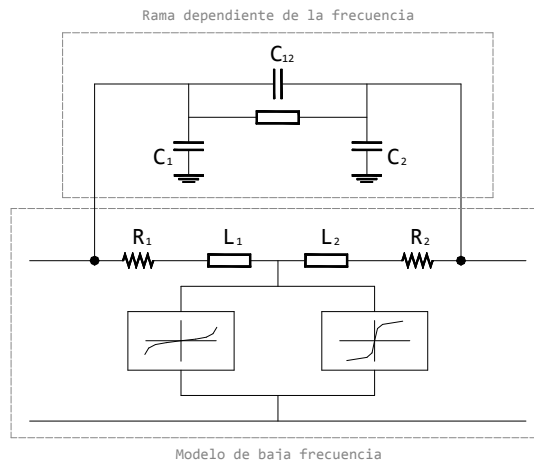 Rama dependiente de la frecuencia
C12
C1
C2
R1
L1
L2
R2
Modelo de baja frecuencia